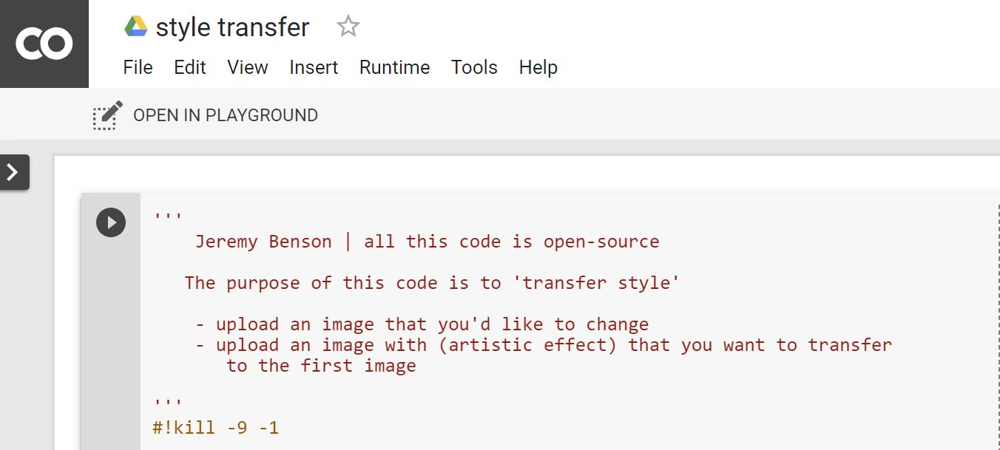 CO
style transfer
File Edit View Insert Runtime Tools Help
OPEN IN PLAYGROUND
'''
Jeremy Benson | all this code is open-source
The purpose of this code is to 'transfer style'
- upload an image that you'd like to change
- upload an image with (artistic effect) that you want to transfer
to the first image
'''
#!kill -9 -1